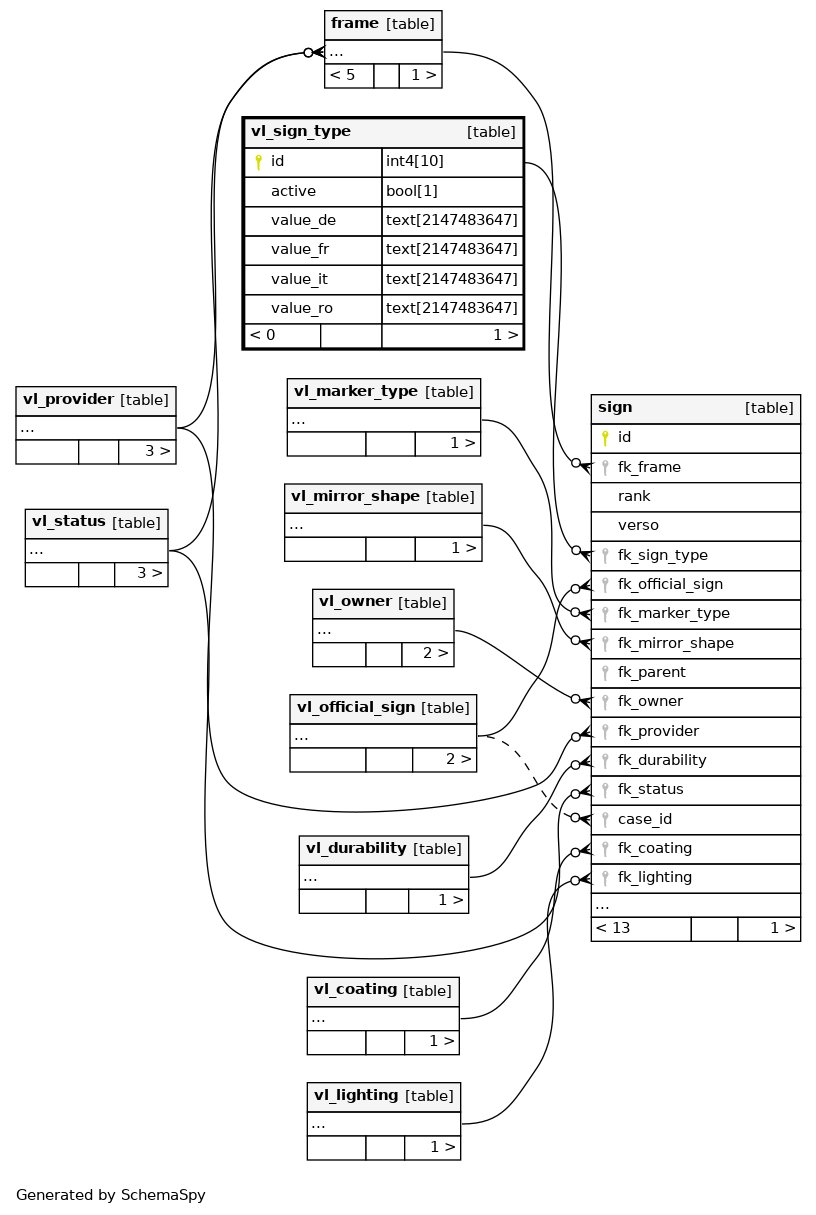 frame [table]
...
< 5 1 >
vl_sign_type [table]
id int4[10]
active bool[1]
value_de text[2147483647]
value_fr text[2147483647]
value_it text[2147483647]
value_ro text[2147483647]
< 0 1 >
vl_provider [table]
...
3 >
vl_status [table]
...
3 >
vl_marker_type [table]
...
1 >
vl_mirror_shape [table]
...
1 >
vl_owner [table]
...
2 >
vl_official_sign [table]
...
2 >
vl_durability [table]
...
1 >
vl_coating [table]
...
1 >
vl_lighting [table]
...
1 >
sign [table]
id
fk_frame
rank
verso
fk_sign_type
fk_official_sign
fk_marker_type
fk_mirror_shape
fk_parent
fk_owner
fk_provider
fk_durability
fk_status
case_id
fk_coating
fk_lighting
...
< 13 1 >
Generated by SchemaSpy